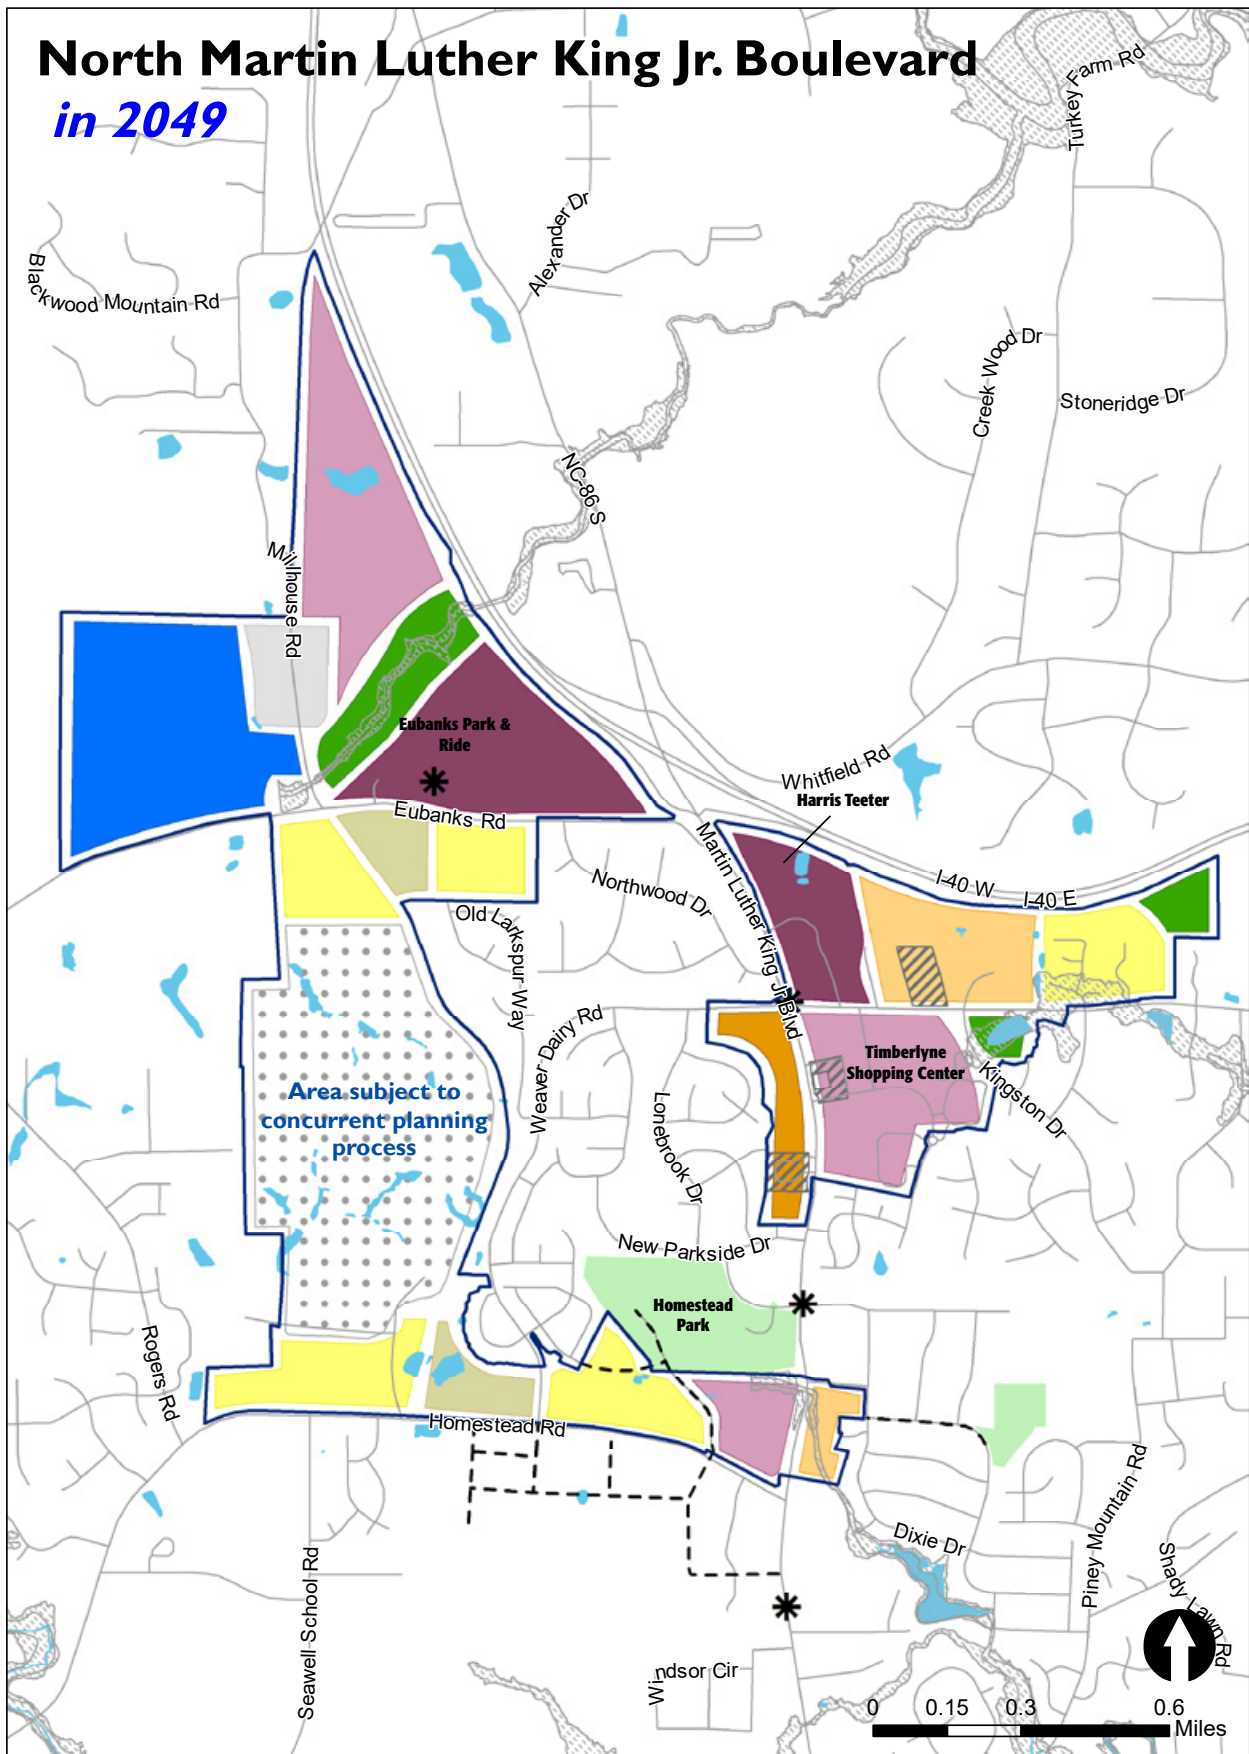 North Martin Luther King Jr. Boulevard
in 2049
Turkey Farm Rd
Alexander Dr
Blackwood Mountain Rd
Creek Wood Dr
Stoneridge Dr
NC-86 S
Millhouse Rd
Eubanks Park &
Ride
Whitfield Rd
Harris Teeter
Eubanks Rd
Martin Luther King Jr Blvd
I-40 W
I-40 E
Northwood Dr
Old Larkspur Way
Weaver Dairy Rd
Timberlyne
Shopping Center
Kingston Dr
Area subject to
concurrent planning
process
Lonebrook Dr
New Parkside Dr
Homestead
Park
Rogers Rd
Homestead Rd
Piney Mountain Rd
Dixie Dr
Shady Lawn Rd
Seawell School Rd
Windsor Cir
0 0.15 0.3 0.6
Miles